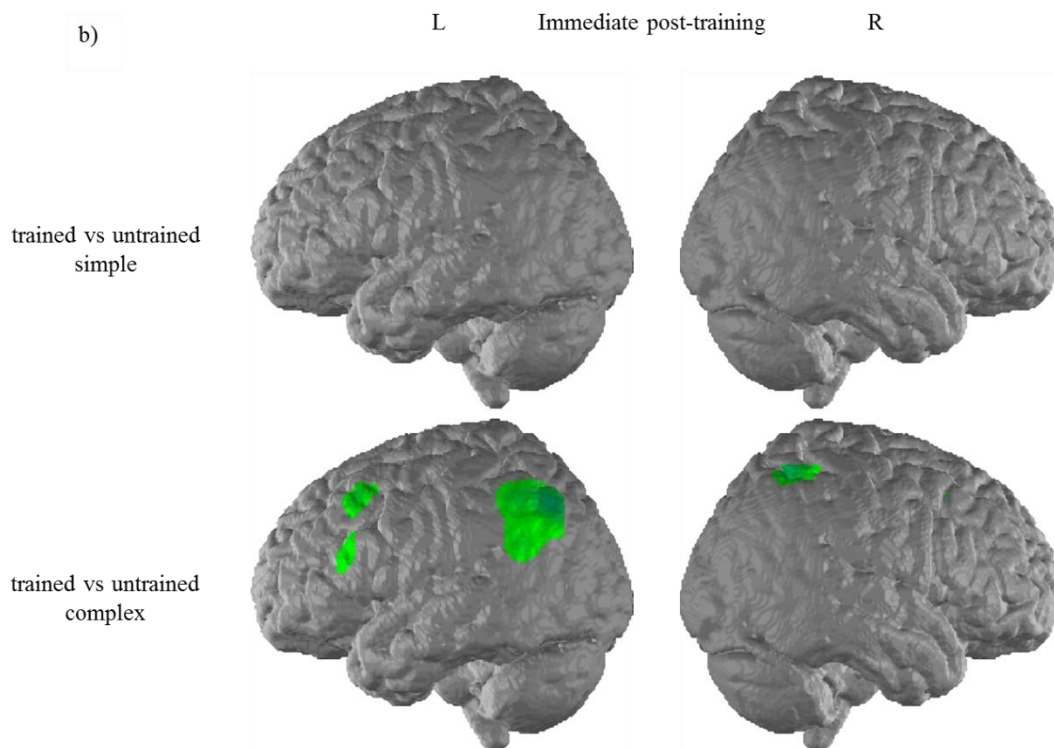 b)
L Immediate post-training R
trained vs untrained
simple
trained vs untrained
complex